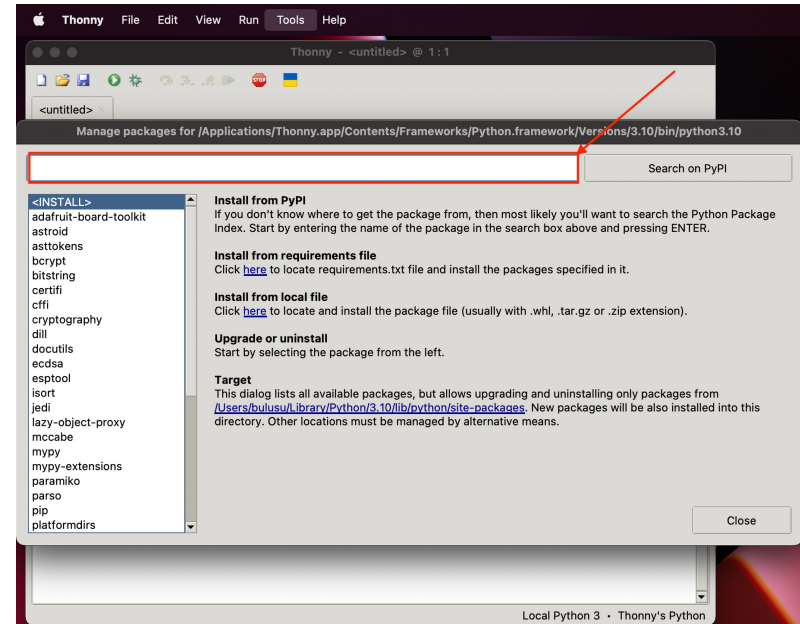 Thonny File Edit View Run Tools Help
Thonny - <untitled> @ 1:1
STOP
<untitled> ×
Manage packages for /Applications/Thonny.app/Contents/Frameworks/Python.framework/Versions/3.10/bin/python3.10
Search on PyPI
<INSTALL>
adafruit-board-toolkit
astroid
asttokens
bcrypt
bitstring
certifi
cffi
cryptography
dill
docutils
ecdsa
esptool
isort
jedi
lazy-object-proxy
mccabe
mypy
mypy-extensions
paramiko
parso
pip
platformdirs
Install from PyPI
If you don't know where to get the package from, then most likely you'll want to search the Python Package
Index. Start by entering the name of the package in the search box above and pressing ENTER.
Install from requirements file
Click here to locate requirements.txt file and install the packages specified in it.
Install from local file
Click here to locate and install the package file (usually with .whl, .tar.gz or .zip extension).
Upgrade or uninstall
Start by selecting the package from the left.
Target
This dialog lists all available packages, but allows upgrading and uninstalling only packages from
/Users/bulusu/Library/Python/3.10/lib/python/site-packages. New packages will be also installed into this
directory. Other locations must be managed by alternative means.
Close
Local Python 3 • Thonny's Python